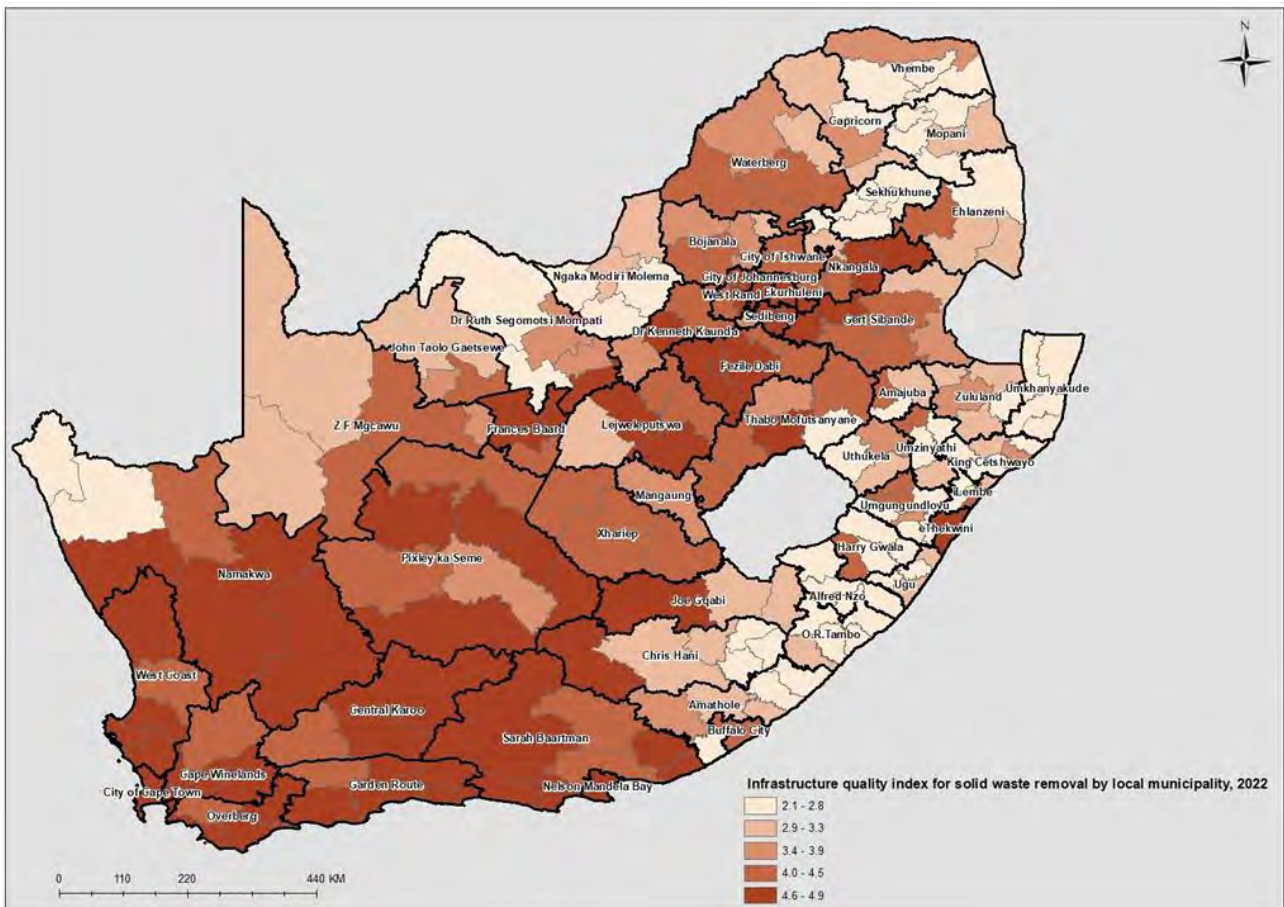 N
Vhembe
Capricorn
Mopani
Waterberg
Sekhukhune
Ehlanzeni
Bojanala
City of Tshwane
Ngaka Modiri Molema
Nkangala
City of Johannesburg
West Rand
Ekurhuleni
Sedibeng
Gert Sibande
Dr Ruth Segomotsi Mompati
Dr Kenneth Kaunda
John Taolo Gaetsewe
Fezile Dabi
Umkhanyakude
Amajuba
Zululand
Z F Mgcawu
Frances Baard
Lejweleputswa
Thabo Mofutsanyane
Umzinyathi
Uthukela
King Cetshwayo
Mangaung
iLembe
Umgungundlovu
Xhariep
eThekwini
Harry Gwala
Pixley ka Seme
Namakwa
Ugu
Joe Gqabi
Alfred Nzo
O.R.Tambo
Chris Hani
West Coast
Amathole
Central Karoo
Buffalo City
Sarah Baartman
Cape Winelands
Garden Route
Nelson Mandela Bay
City of Cape Town
Overberg
Infrastructure quality index for solid waste removal by local municipality, 2022
2.1 - 2.8
2.9 - 3.3
3.4 - 3.9
4.0 - 4.5
4.6 - 4.9
0 110 220 440 KM